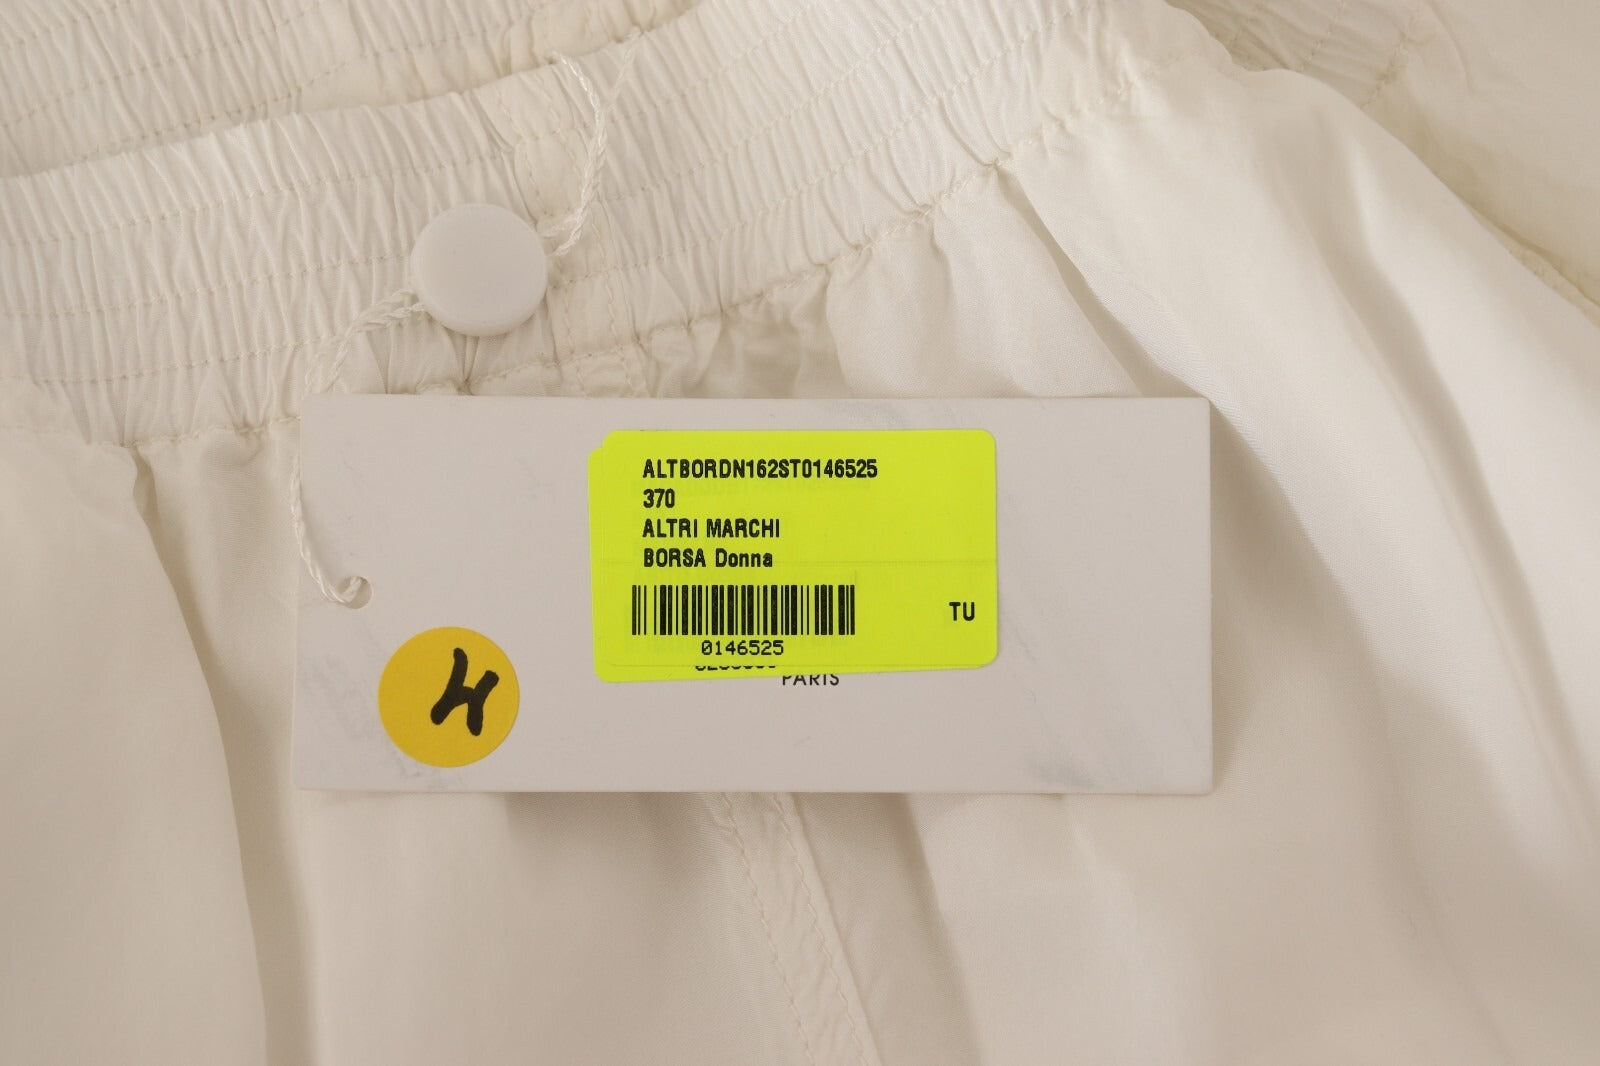 ALTBORDN162ST0146525
370
ALTRI MARCHI
BORSA Donna
TU
0146525
PARIS